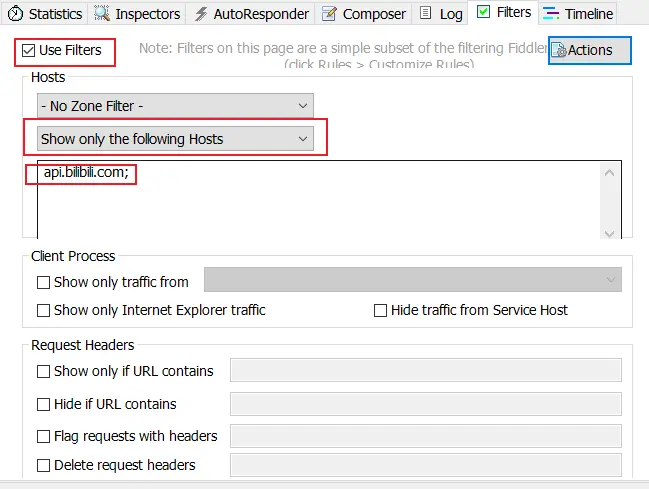 Statistics Inspectors AutoResponder Composer Log Filters Timeline
Use Filters Note: Filters on this page are a simple subset of the filtering Fiddler Actions
(click Rules > Customize Rules)
Hosts
- No Zone Filter -
Show only the following Hosts
api.bilibili.com;
Client Process
Show only traffic from
Show only Internet Explorer traffic Hide traffic from Service Host
Request Headers
Show only if URL contains
Hide if URL contains
Flag requests with headers
Delete request headers